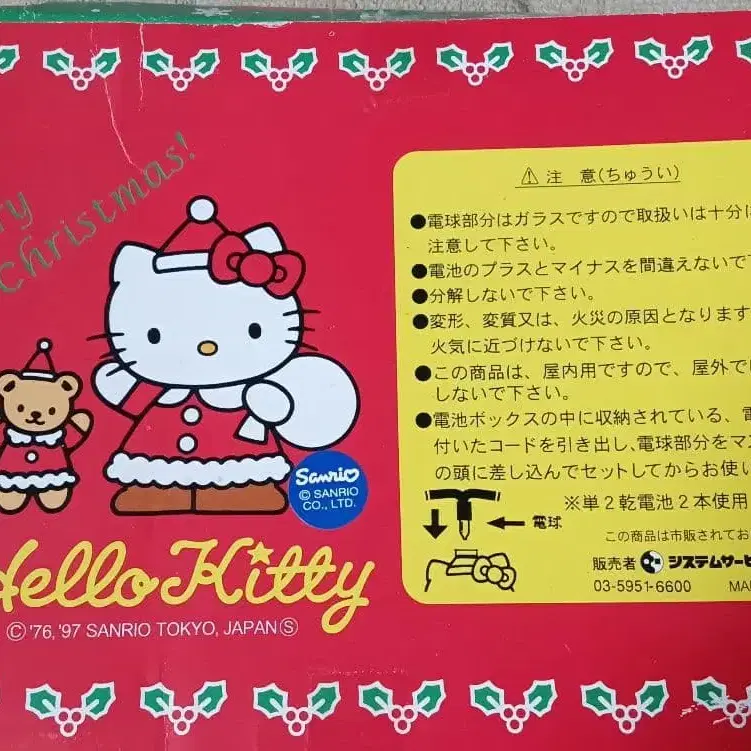 ry
Christmas!
Sanrio
© SANRIO
CO., LTD.
Hello Kitty
© '76, '97 SANRIO TOKYO, JAPAN Ⓢ
⚠ 注 意(ちゅうい)
●電球部分はガラスですので取扱いは十分に
注意して下さい。
●電池のプラスとマイナスを間違えないで
●分解しないで下さい。
●変形、変質又は、火災の原因となります
火気に近づけないで下さい。
●この商品は、屋内用ですので、屋外で
しないで下さい。
●電池ボックスの中に収納されている、
付いたコードを引き出し、電球部分をマ
の頭に差し込んでセットしてからお使い
※単2乾電池2本使用
電球
この商品は市販されてお
販売者 システムサービ
03-5951-6600 MA